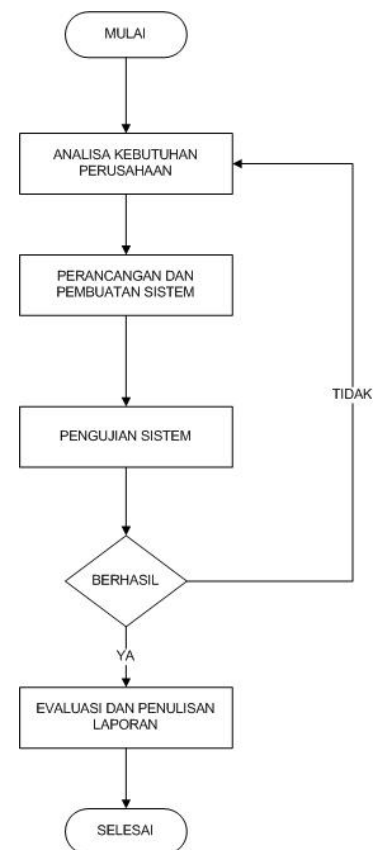 MULAI
ANALISA KEBUTUHAN
PERUSAHAAN
PERANCANGAN DAN
PEMBUATAN SISTEM
TIDAK
PENGUJIAN SISTEM
BERHASIL
YA
EVALUASI DAN PENULISAN
LAPORAN
SELESAI